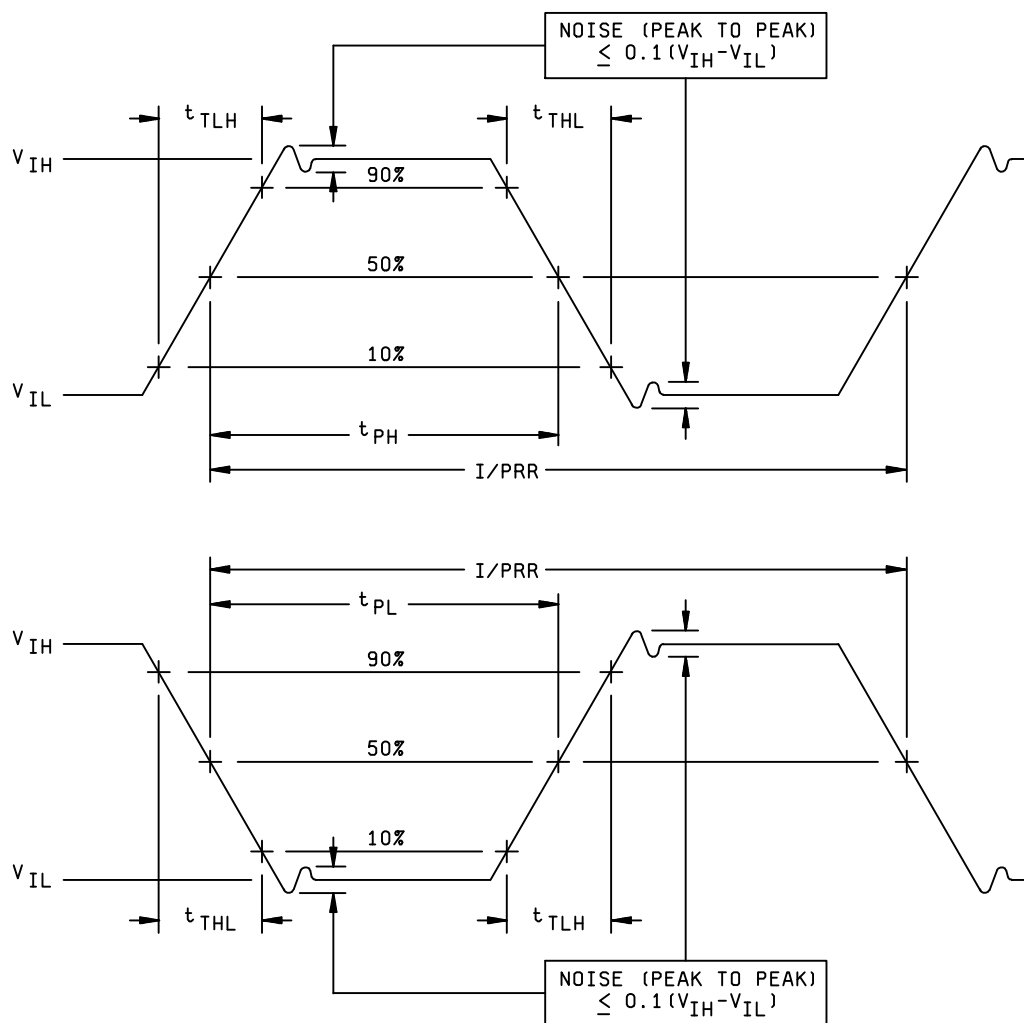 NOISE (PEAK TO PEAK)
≤ 0.1(VIH-VIL)
tTLH
tTHL
VIH
90%
50%
10%
VIL
tPH
I/PRR
I/PRR
tPL
VIH
90%
50%
10%
VIL
tTHL
tTLH
NOISE (PEAK TO PEAK)
≤ 0.1(VIH-VIL)